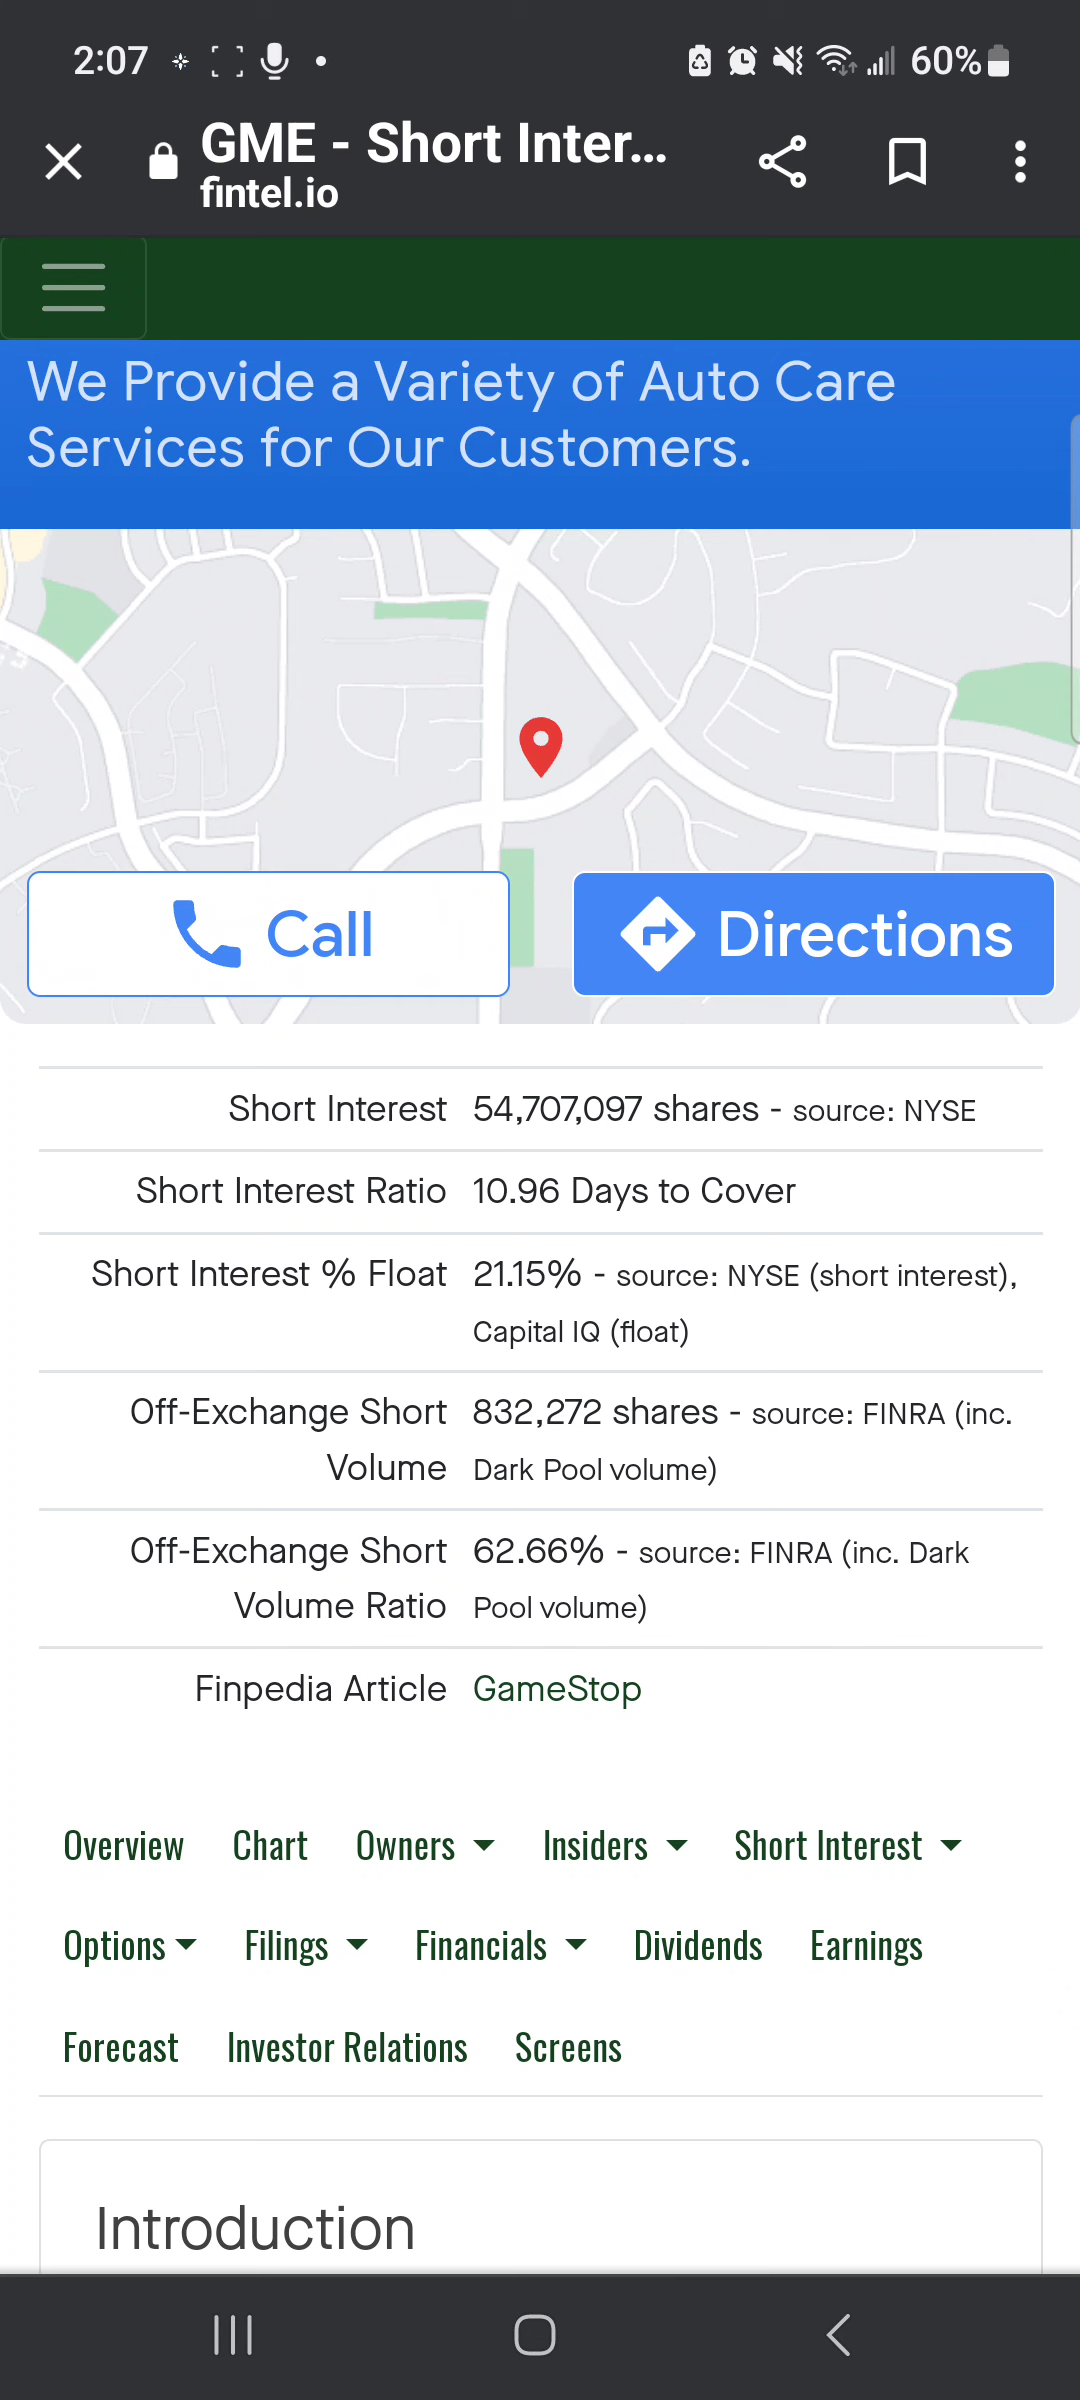 2:07
60%
GME - Short Inter...
fintel.io
We Provide a Variety of Auto Care
Services for Our Customers.
Call
Directions
Short Interest 54,707,097 shares - source: NYSE
Short Interest Ratio 10.96 Days to Cover
Short Interest % Float 21.15% - source: NYSE (short interest),
Capital IQ (float)
Off-Exchange Short 832,272 shares - source: FINRA (inc.
Volume Dark Pool volume)
Off-Exchange Short 62.66% - source: FINRA (inc. Dark
Volume Ratio Pool volume)
Finpedia Article GameStop
Overview Chart Owners Insiders Short Interest
Options Filings Financials Dividends Earnings
Forecast Investor Relations Screens
Introduction